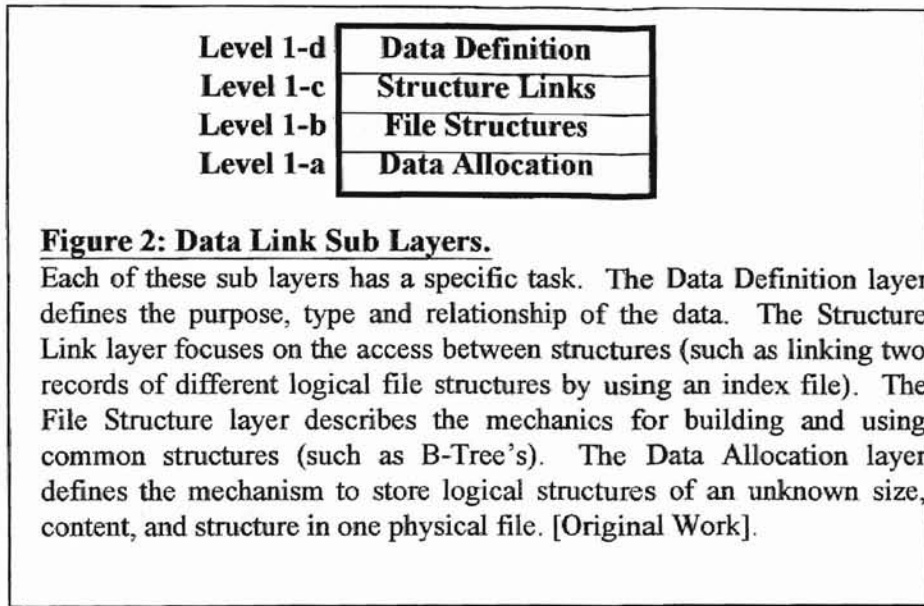 Level 1-d Data Definition
Level 1-c Structure Links
Level 1-b File Structures
Level 1-a Data Allocation
Figure 2: Data Link Sub Layers.
Each of these sub layers has a specific task. The Data Definition layer
defines the purpose, type and relationship of the data. The Structure
Link layer focuses on the access between structures (such as linking two
records of different logical file structures by using an index file). The
File Structure layer describes the mechanics for building and using
common structures (such as B-Tree's). The Data Allocation layer
defines the mechanism to store logical structures of an unknown size,
content, and structure in one physical file. [Original Work].